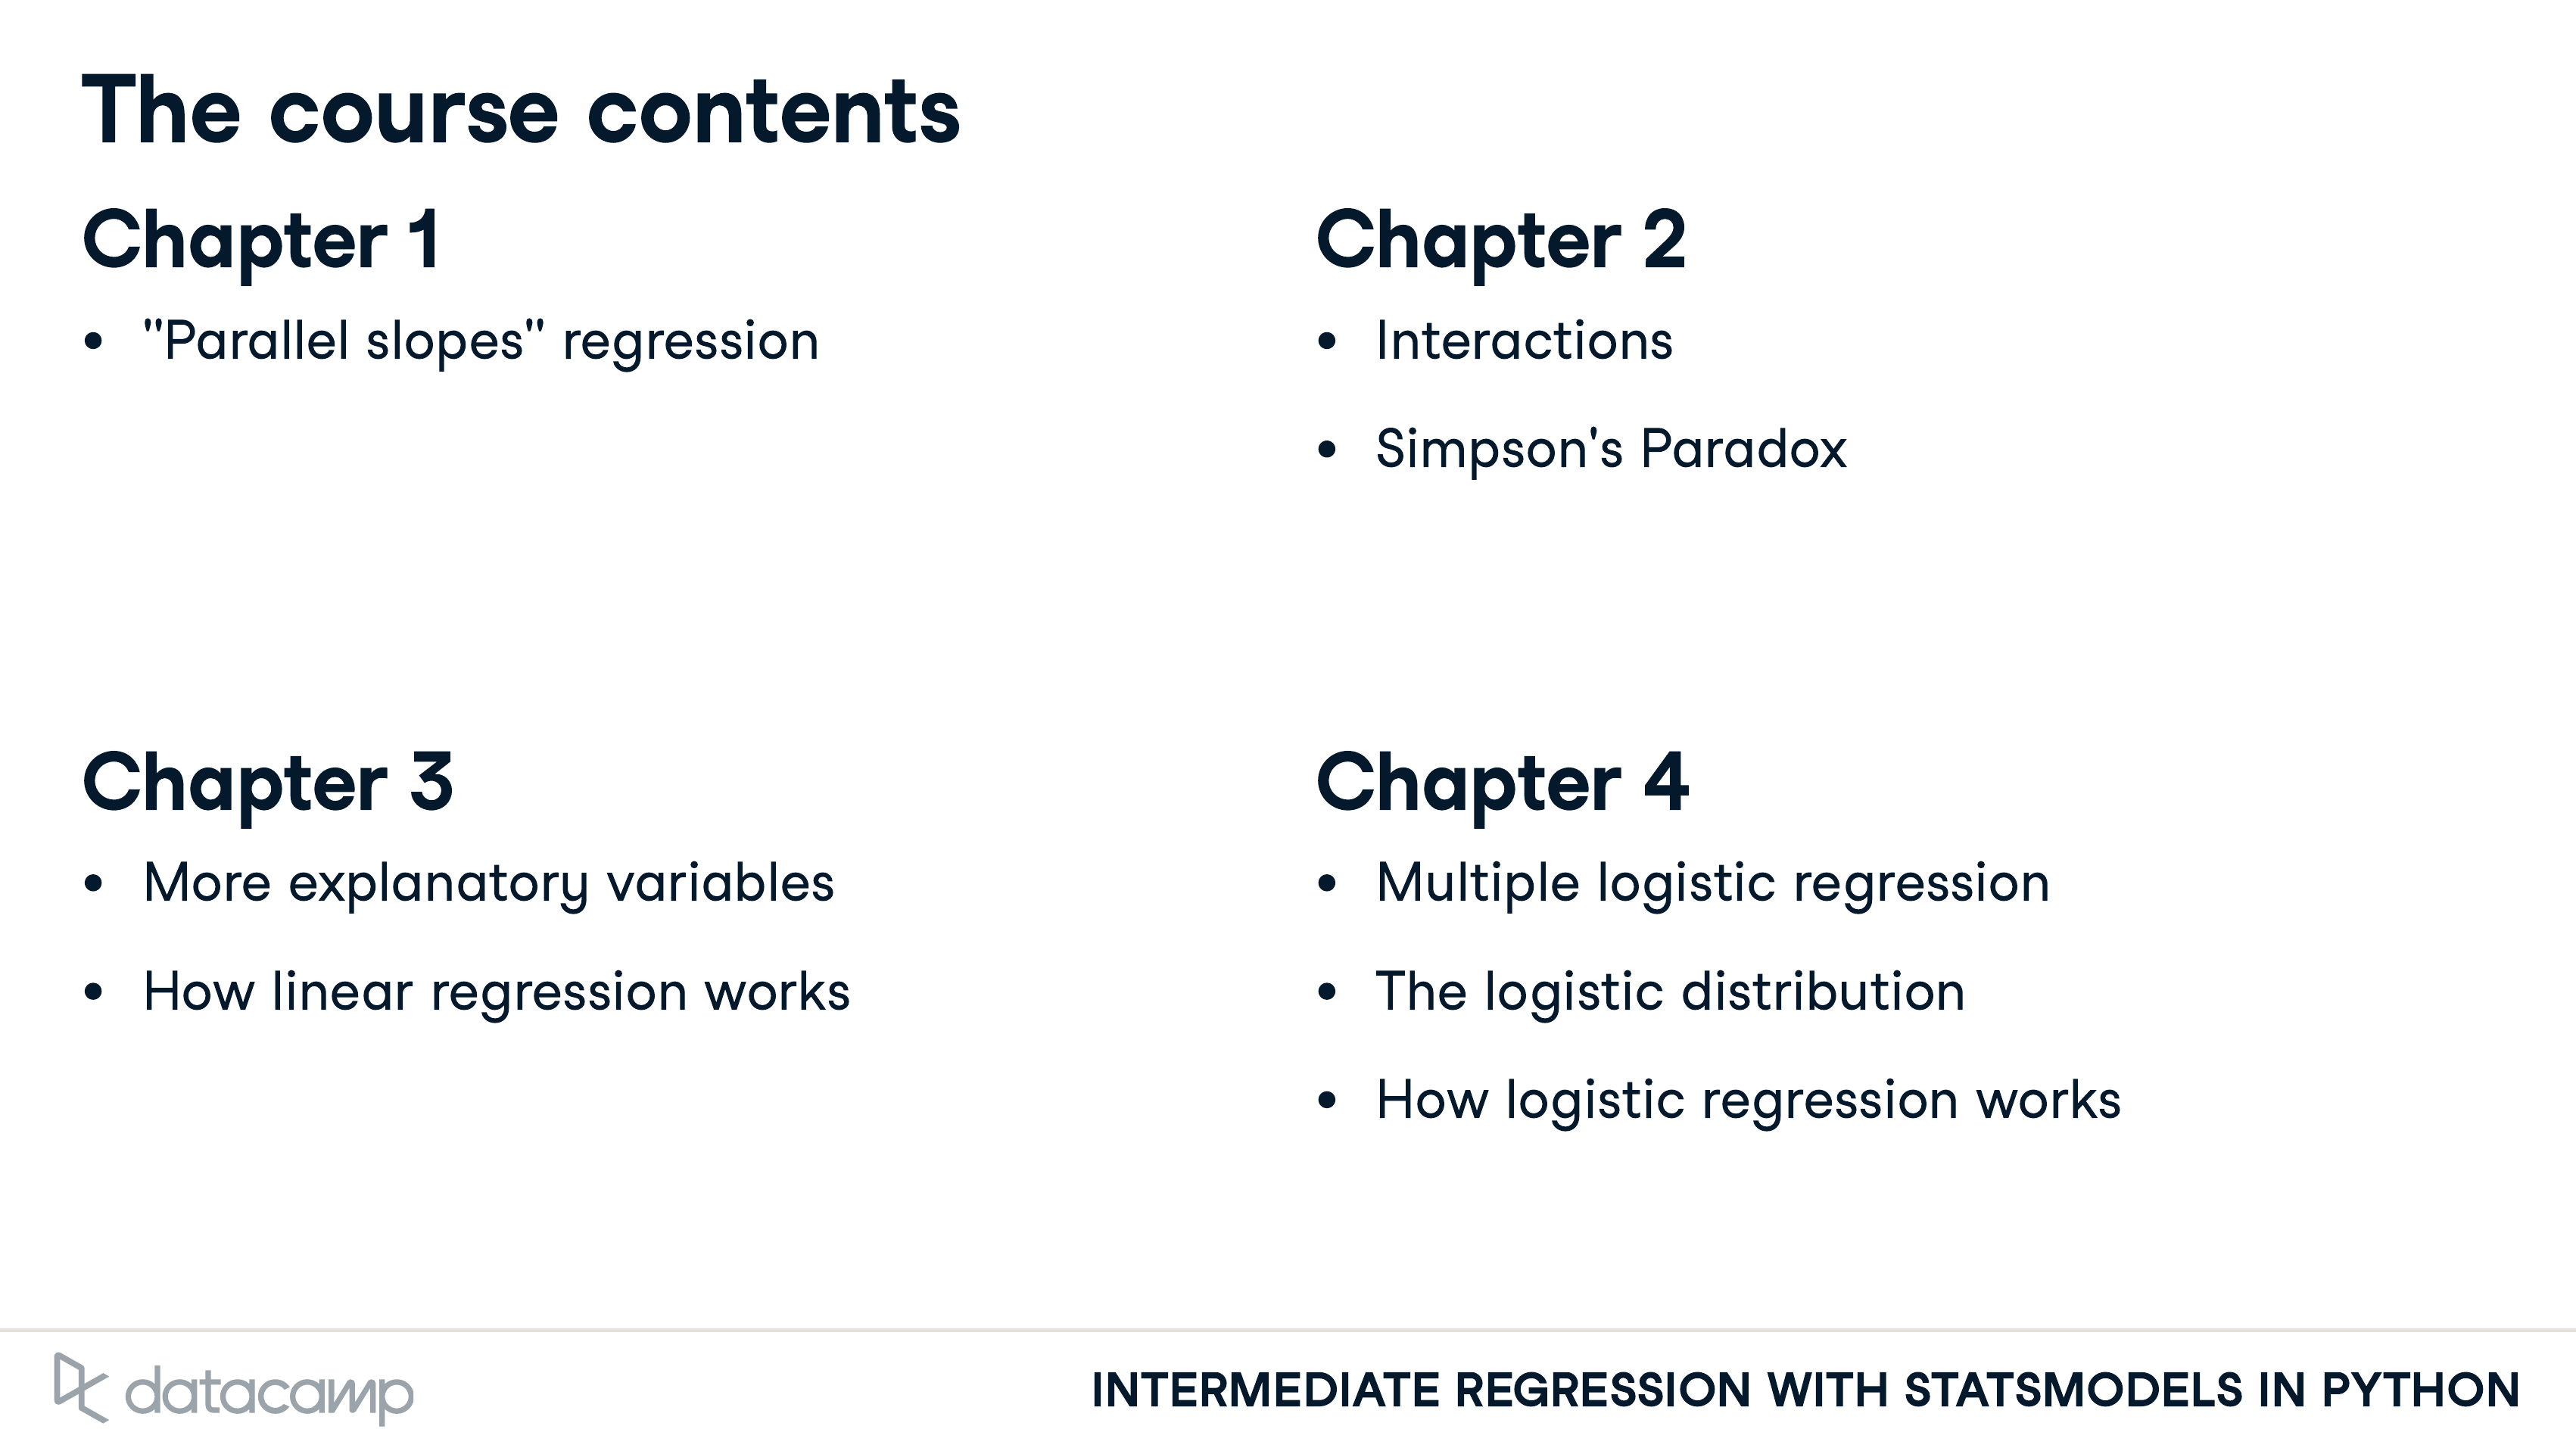 The course contents
Chapter 1
• "Parallel slopes" regression
Chapter 2
• Interactions
• Simpson's Paradox
Chapter 3
• More explanatory variables
• How linear regression works
Chapter 4
• Multiple logistic regression
• The logistic distribution
• How logistic regression works
datacamp
INTERMEDIATE REGRESSION WITH STATSMODELS IN PYTHON